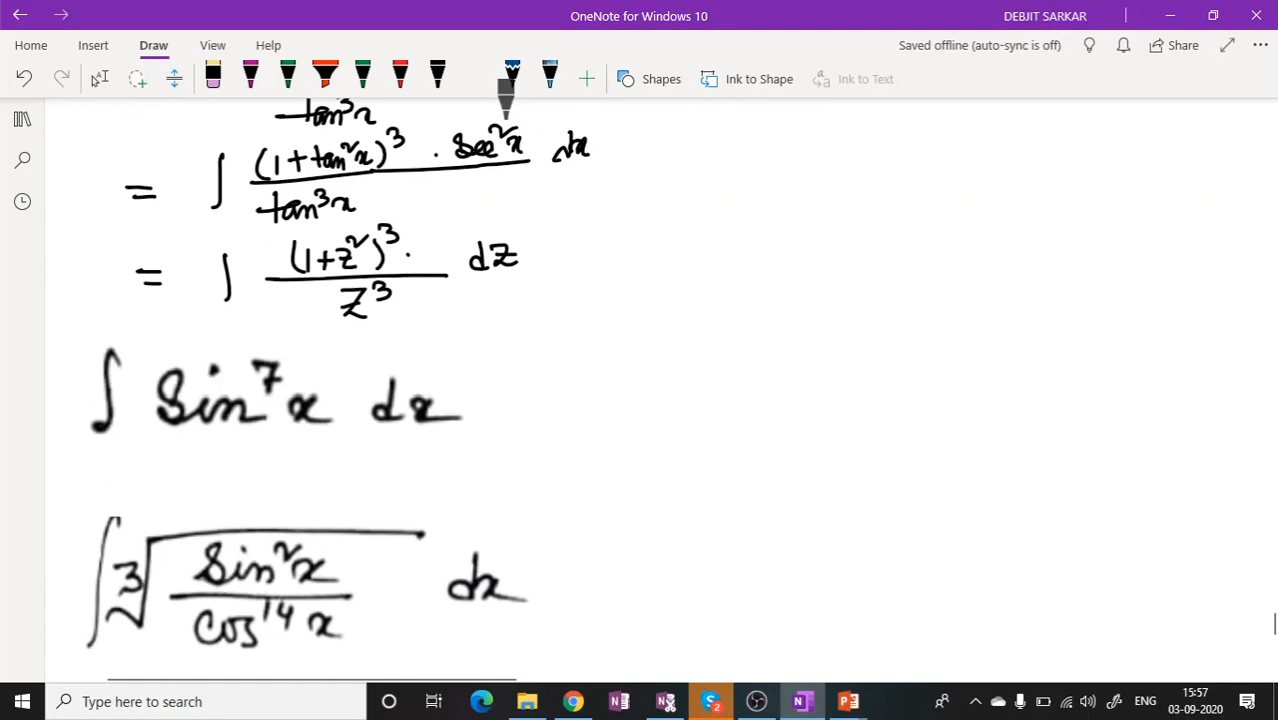 OneNote for Windows 10
DEBJIT SARKAR
Home Insert Draw View Help
Saved offline (auto-sync is off) Share
Shapes Ink to Shape Ink to Text
tan³x
= ∫ (1+tan²x)³ · sec²x / tan³x dx
= ∫ (1+z²)³· / z³ dz
∫ Sin⁷x dx
∫ ∛(Sin²x / Cos¹⁴x) dx
Type here to search
2
ENG
15:57
03-09-2020